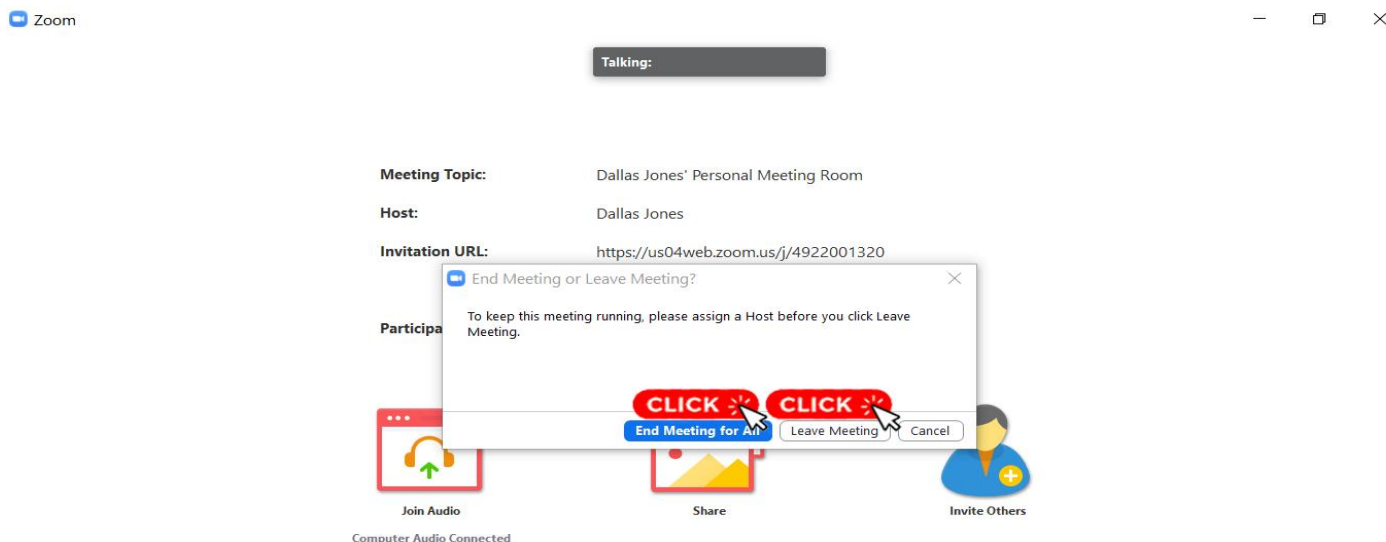 Zoom
Talking:
Meeting Topic: Dallas Jones' Personal Meeting Room
Host: Dallas Jones
Invitation URL: https://us04web.zoom.us/j/4922001320
End Meeting or Leave Meeting?
To keep this meeting running, please assign a Host before you click Leave
Meeting.
Participa
CLICK CLICK
End Meeting for All Leave Meeting Cancel
Join Audio Share Invite Others
Computer Audio Connected